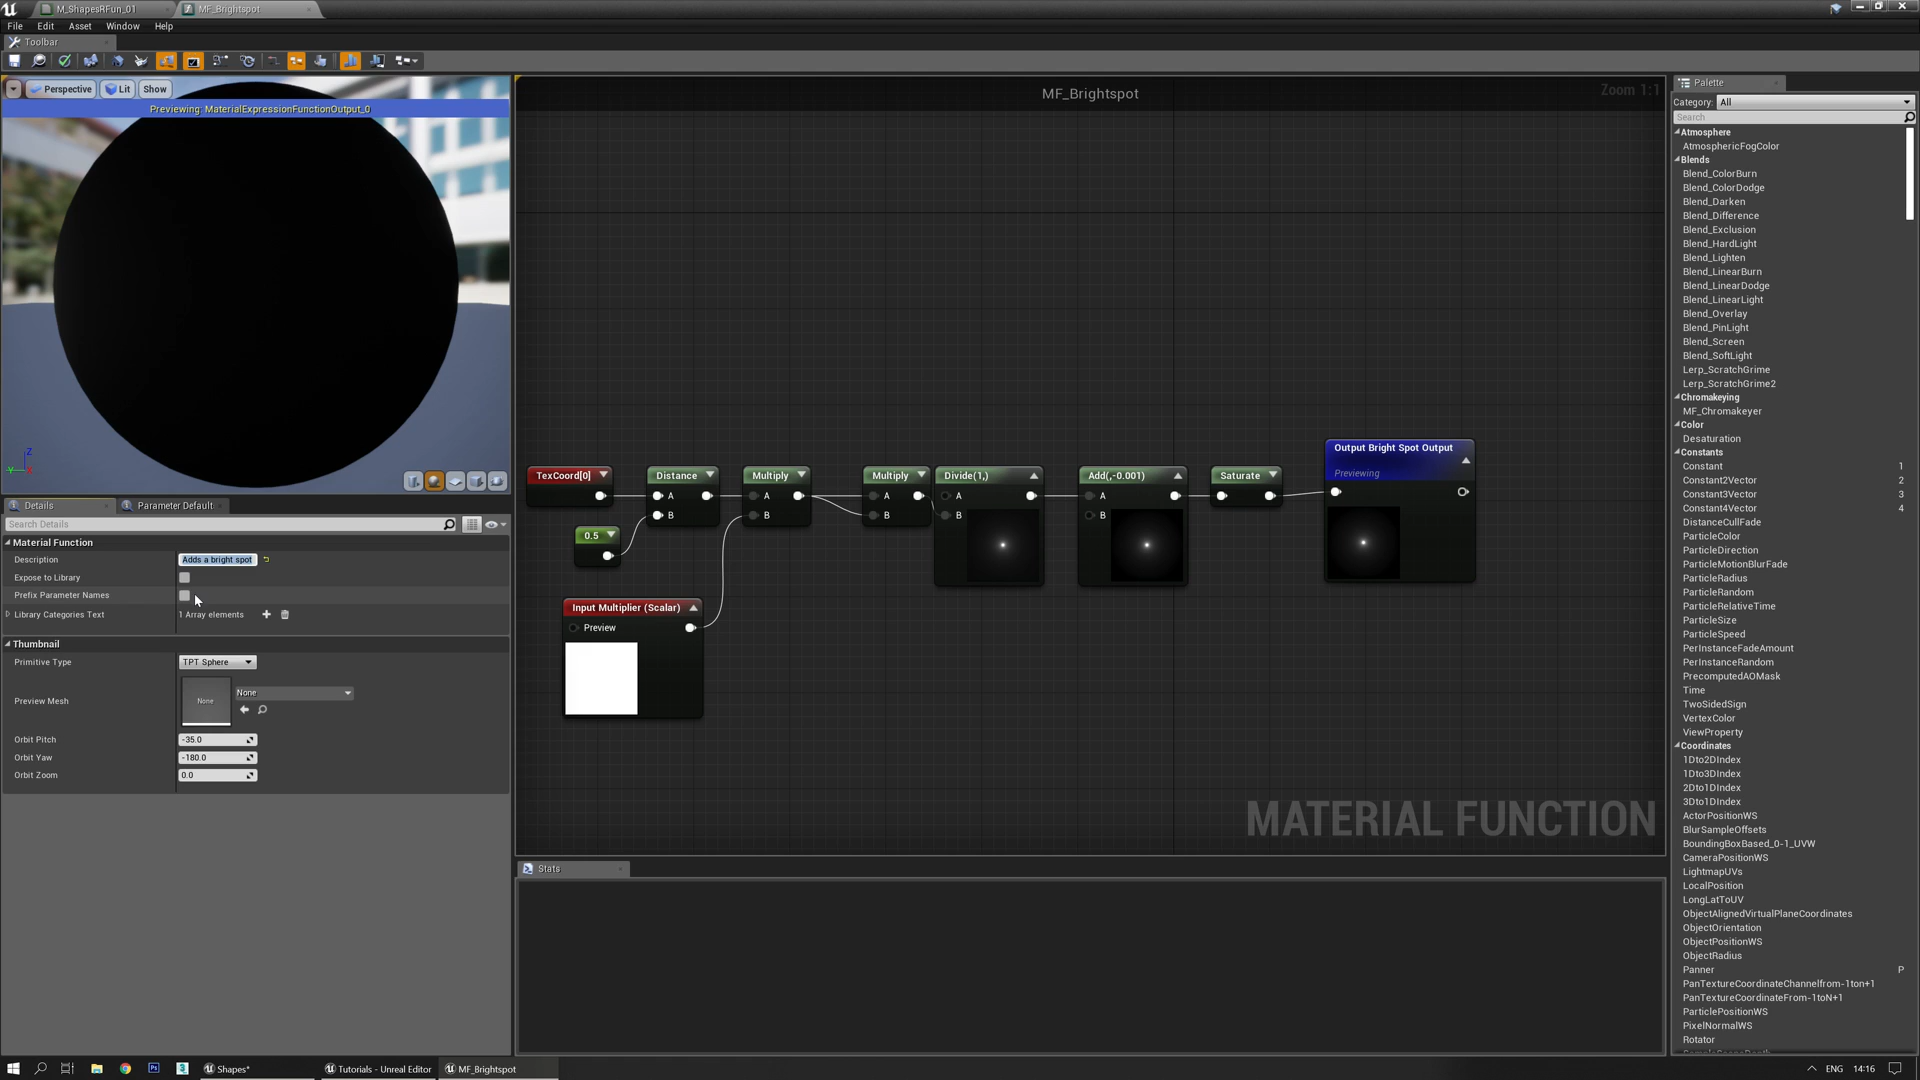 M_ShapesRFun_01
MF_Brightspot
File Edit Asset Window Help
Toolbar
Perspective Lit Show
Previewing: MaterialExpressionFunctionOutput_0
Z
Y
X
Details
Parameter Default
Search Details
Material Function
Description Adds a bright spot
Expose to Library
Prefix Parameter Names
Library Categories Text 1 Array elements
Thumbnail
Primitive Type TPT Sphere
Preview Mesh None None
Orbit Pitch -35.0
Orbit Yaw -180.0
Orbit Zoom 0.0
MF_Brightspot
Zoom 1:1
TexCoord[0]
0.5
Distance
A
B
Multiply
A
B
Multiply
A
B
Divide(1,)
A
B
Add(,-0.001)
A
B
Saturate
Output Bright Spot Output
Previewing
Input Multiplier (Scalar)
Preview
MATERIAL FUNCTION
Stats
Palette
Category: All
Search
Atmosphere
AtmosphericFogColor
Blends
Blend_ColorBurn
Blend_ColorDodge
Blend_Darken
Blend_Difference
Blend_Exclusion
Blend_HardLight
Blend_Lighten
Blend_LinearBurn
Blend_LinearDodge
Blend_LinearLight
Blend_Overlay
Blend_PinLight
Blend_Screen
Blend_SoftLight
Lerp_ScratchGrime
Lerp_ScratchGrime2
Chromakeying
MF_Chromakeyer
Color
Desaturation
Constants
Constant 1
Constant2Vector 2
Constant3Vector 3
Constant4Vector 4
DistanceCullFade
ParticleColor
ParticleDirection
ParticleMotionBlurFade
ParticleRadius
ParticleRandom
ParticleRelativeTime
ParticleSize
ParticleSpeed
PerInstanceFadeAmount
PerInstanceRandom
PrecomputedAOMask
Time
TwoSidedSign
VertexColor
ViewProperty
Coordinates
1Dto2DIndex
1Dto3DIndex
2Dto1DIndex
3Dto1DIndex
ActorPositionWS
BlurSampleOffsets
BoundingBoxBased_0-1_UVW
CameraPositionWS
LightmapUVs
LocalPosition
LongLatToUV
ObjectAlignedVirtualPlaneCoordinates
ObjectOrientation
ObjectPositionWS
ObjectRadius
Panner P
PanTextureCoordinateChannelfrom-1ton+1
PanTextureCoordinateFrom-1toN+1
ParticlePositionWS
PixelNormalWS
Rotator
Shapes*
Tutorials - Unreal Editor
MF_Brightspot
ENG 14:16